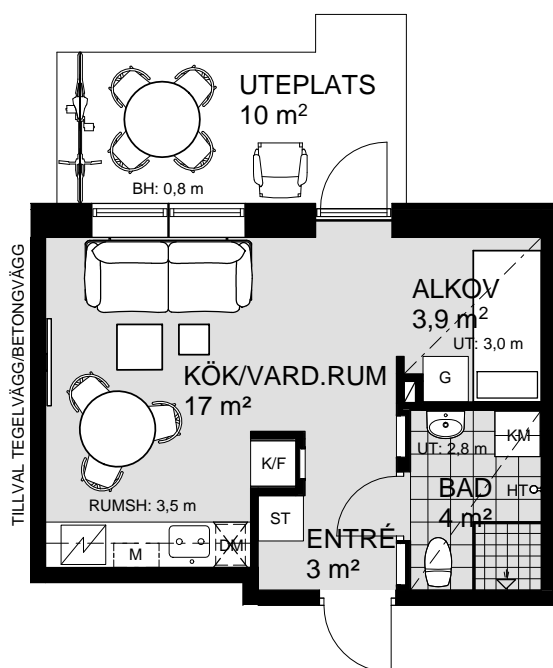 UTEPLATS
10 m²
BH: 0,8 m
TILLVAL TEGELVÄGG/BETONGVÄGG
ALKOV
3,9 m²
UT: 3,0 m
G
KÖK/VARD.RUM
17 m²
KM
UT: 2,8 m
K/F
BAD
4 m²
HT
RUMSH: 3,5 m
ST
ENTRÉ
3 m²
M
DM